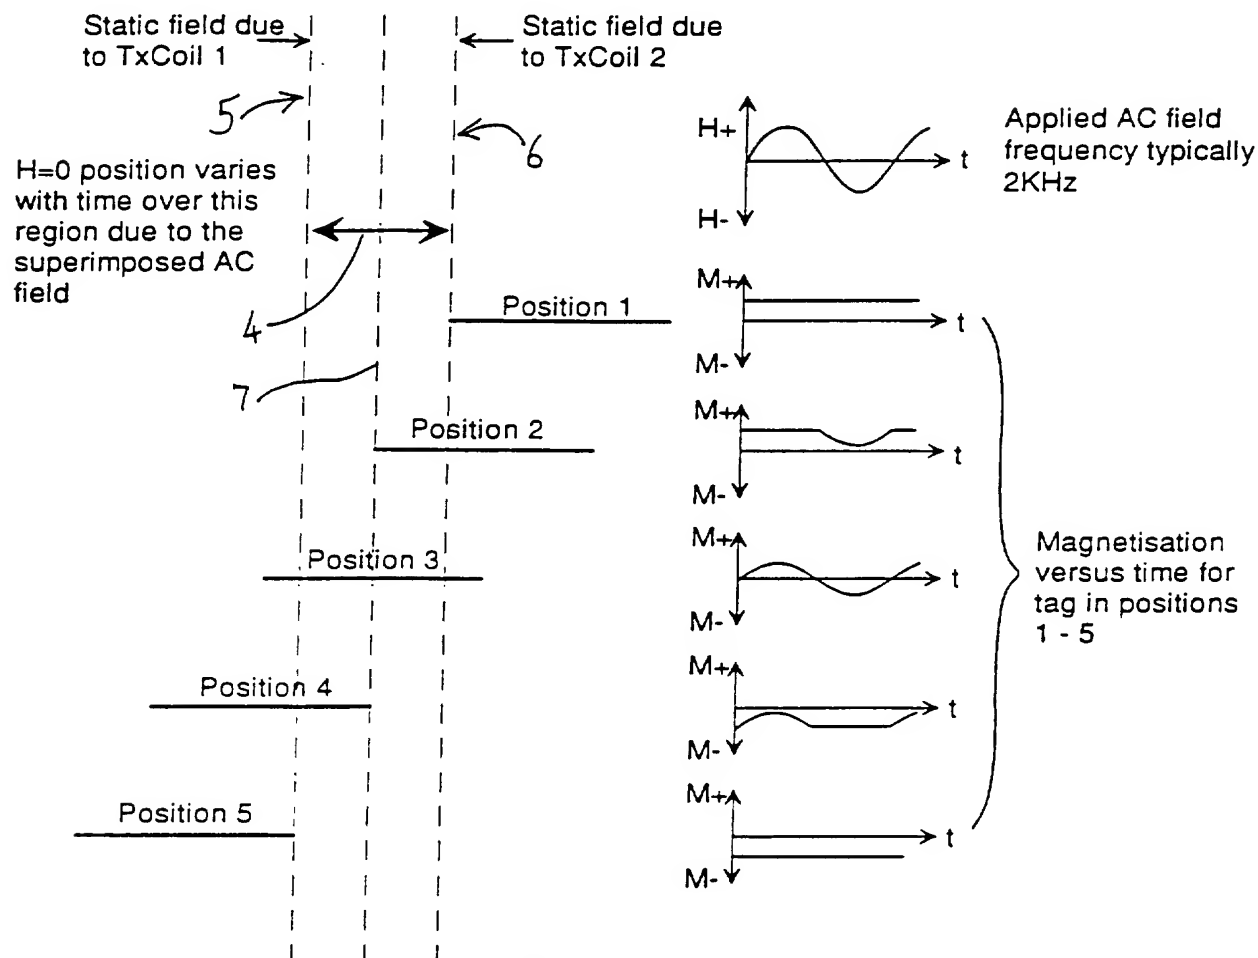 Static field due
to TxCoil 1
Static field due
to TxCoil 2
5
6
H=0 position varies
with time over this
region due to the
superimposed AC
field
4
7
H+
H-
t
Applied AC field
frequency typically
2KHz
Position 1
M+
M-
t
Position 2
M+
M-
t
Position 3
M+
M-
t
Position 4
M+
M-
t
Position 5
M+
M-
t
Magnetisation
versus time for
tag in positions
1 - 5